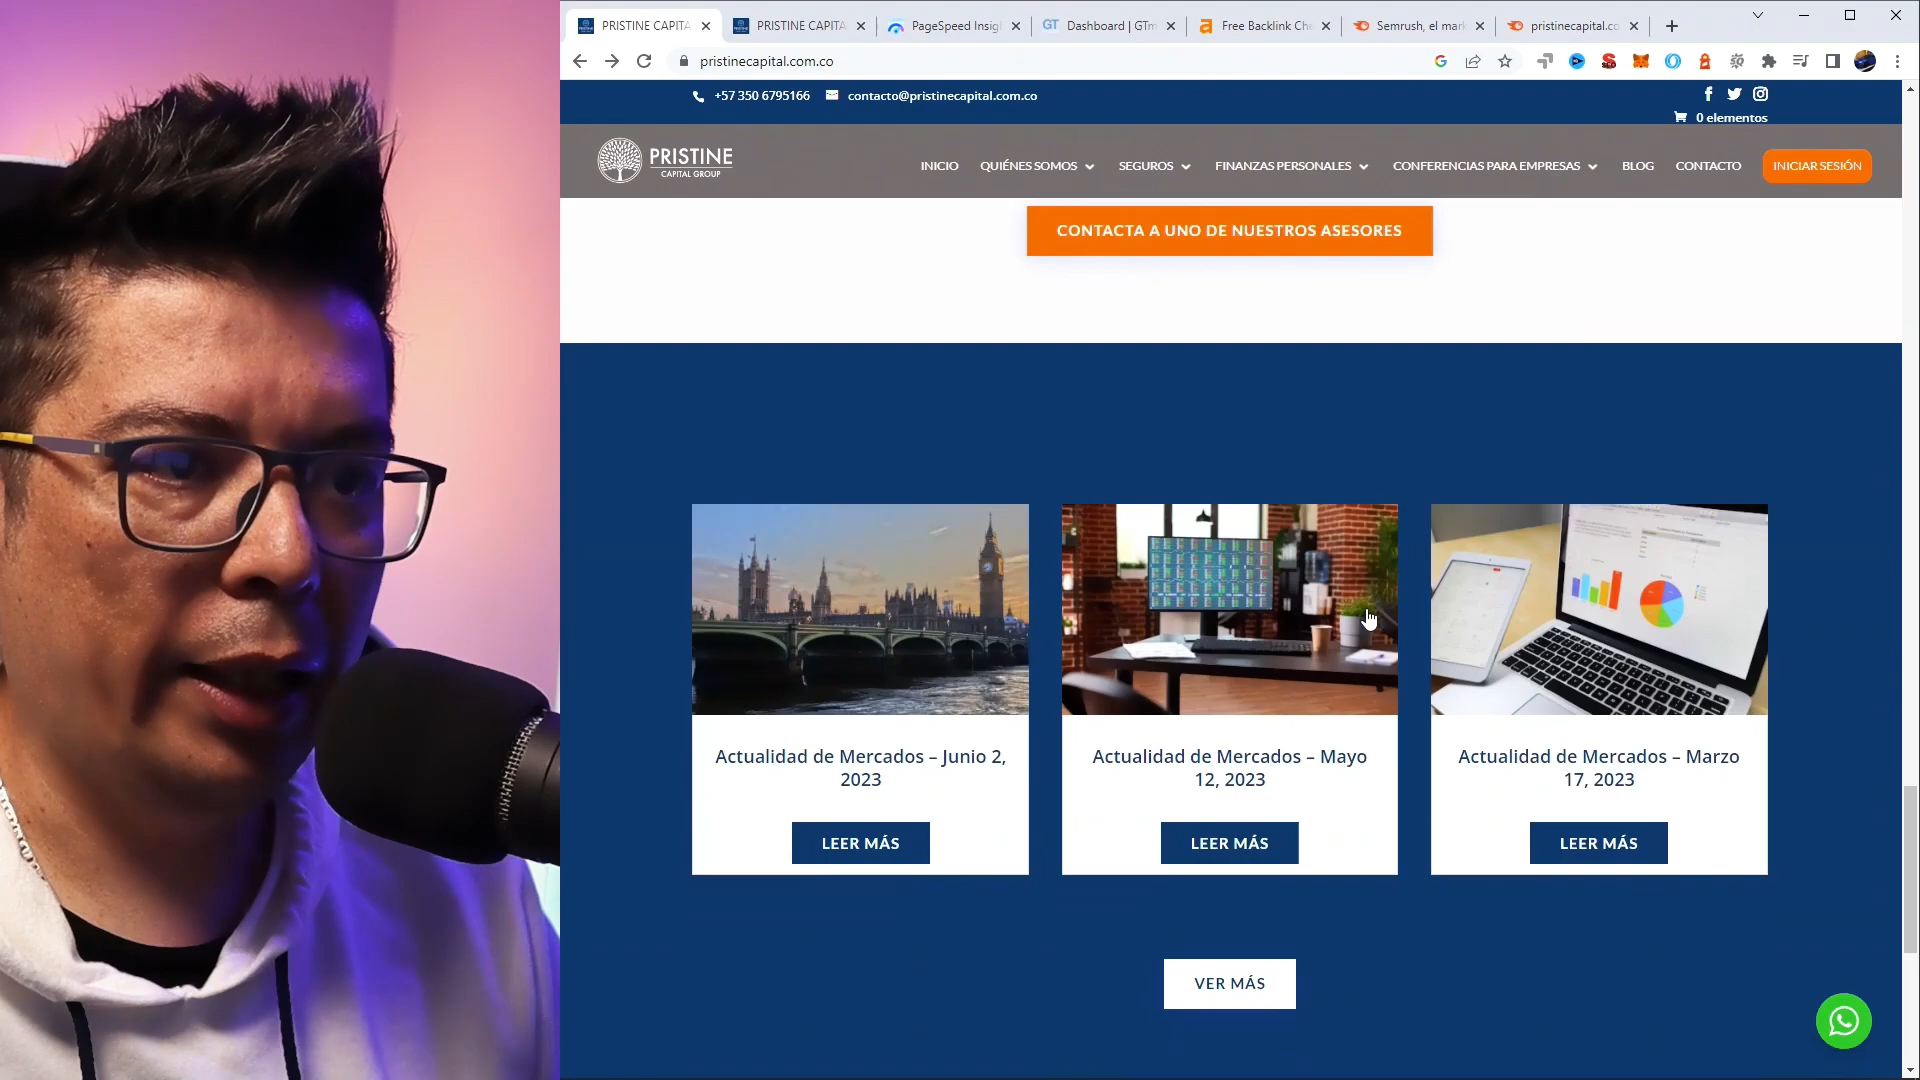 PRISTINE CAPITA
PRISTINE CAPITA
PageSpeed Insig
GT Dashboard | GTm
Free Backlink Che
Semrush, el mark
pristinecapital.co
pristinecapital.com.co
+57 350 6795166 contacto@pristinecapital.com.co
0 elementos
PRISTINE
CAPITAL GROUP
INICIO QUIÉNES SOMOS SEGUROS FINANZAS PERSONALES CONFERENCIAS PARA EMPRESAS BLOG CONTACTO INICIAR SESIÓN
CONTACTA A UNO DE NUESTROS ASESORES
Actualidad de Mercados – Junio 2,
2023
LEER MÁS
Actualidad de Mercados – Mayo
12, 2023
LEER MÁS
Actualidad de Mercados – Marzo
17, 2023
LEER MÁS
VER MÁS